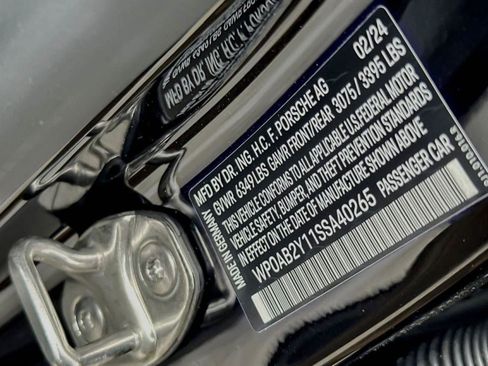 MFD BY DR. ING. H.C. F. PORSCHE AG 02/24
GVWR 6349 LBS GAWR FRONT/REAR 3075 / 3395 LBS
THIS VEHICLE CONFORMS TO ALL APPLICABLE U.S. FEDERAL MOTOR
VEHICLE SAFETY, BUMPER, AND THEFT PREVENTION STANDARDS
IN EFFECT ON THE DATE OF MANUFACTURE SHOWN ABOVE
MADE IN GERMANY WP0AB2Y11SSA40265 PASSENGER CAR